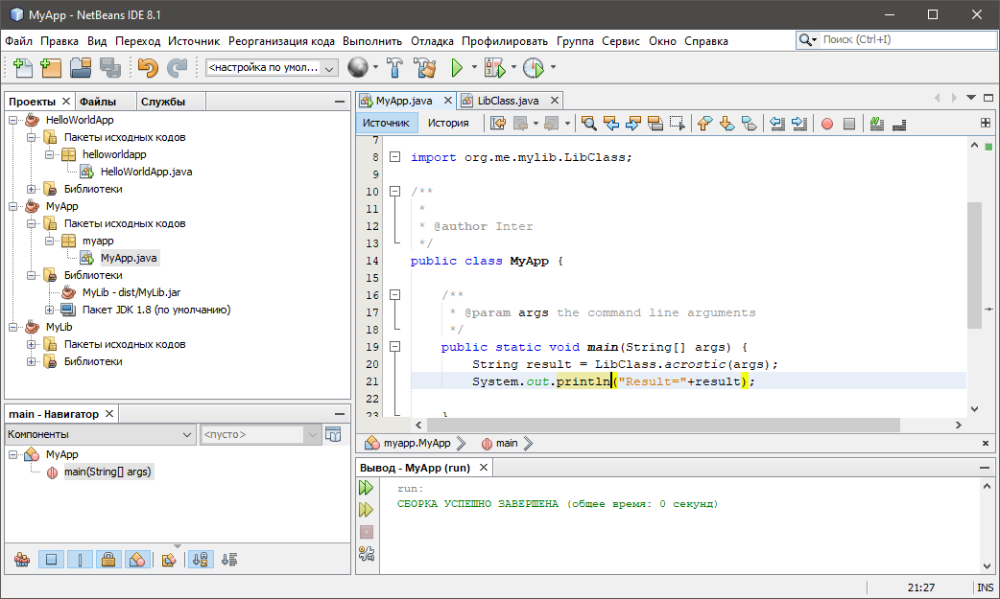 MyApp - NetBeans IDE 8.1
Файл Правка Вид Переход Источник Реорганизация кода Выполнить Отладка Профилировать Группа Сервис Окно Справка
Поиск (Ctrl+I)
<настройка по умол...
Проекты Файлы Службы
HelloWorldApp
Пакеты исходных кодов
helloworldapp
HelloWorldApp.java
Библиотеки
MyApp
Пакеты исходных кодов
myapp
MyApp.java
Библиотеки
MyLib - dist/MyLib.jar
Пакет JDK 1.8 (по умолчанию)
MyLib
Пакеты исходных кодов
Библиотеки
main - Навигатор
Компоненты <пусто>
MyApp
main(String[] args)
MyApp.java LibClass.java
Источник История
7
8 import org.me.mylib.LibClass;
9
10 /**
11 *
12 * @author Inter
13 */
14 public class MyApp {
15
16 /**
17 * @param args the command line arguments
18 */
19 public static void main(String[] args) {
20 String result = LibClass.acrostic(args);
21 System.out.println("Result="+result);
22
23 }
myapp.MyApp main
Вывод - MyApp (run)
run:
СБОРКА УСПЕШНО ЗАВЕРШЕНА (общее время: 0 секунд)
21:27 INS